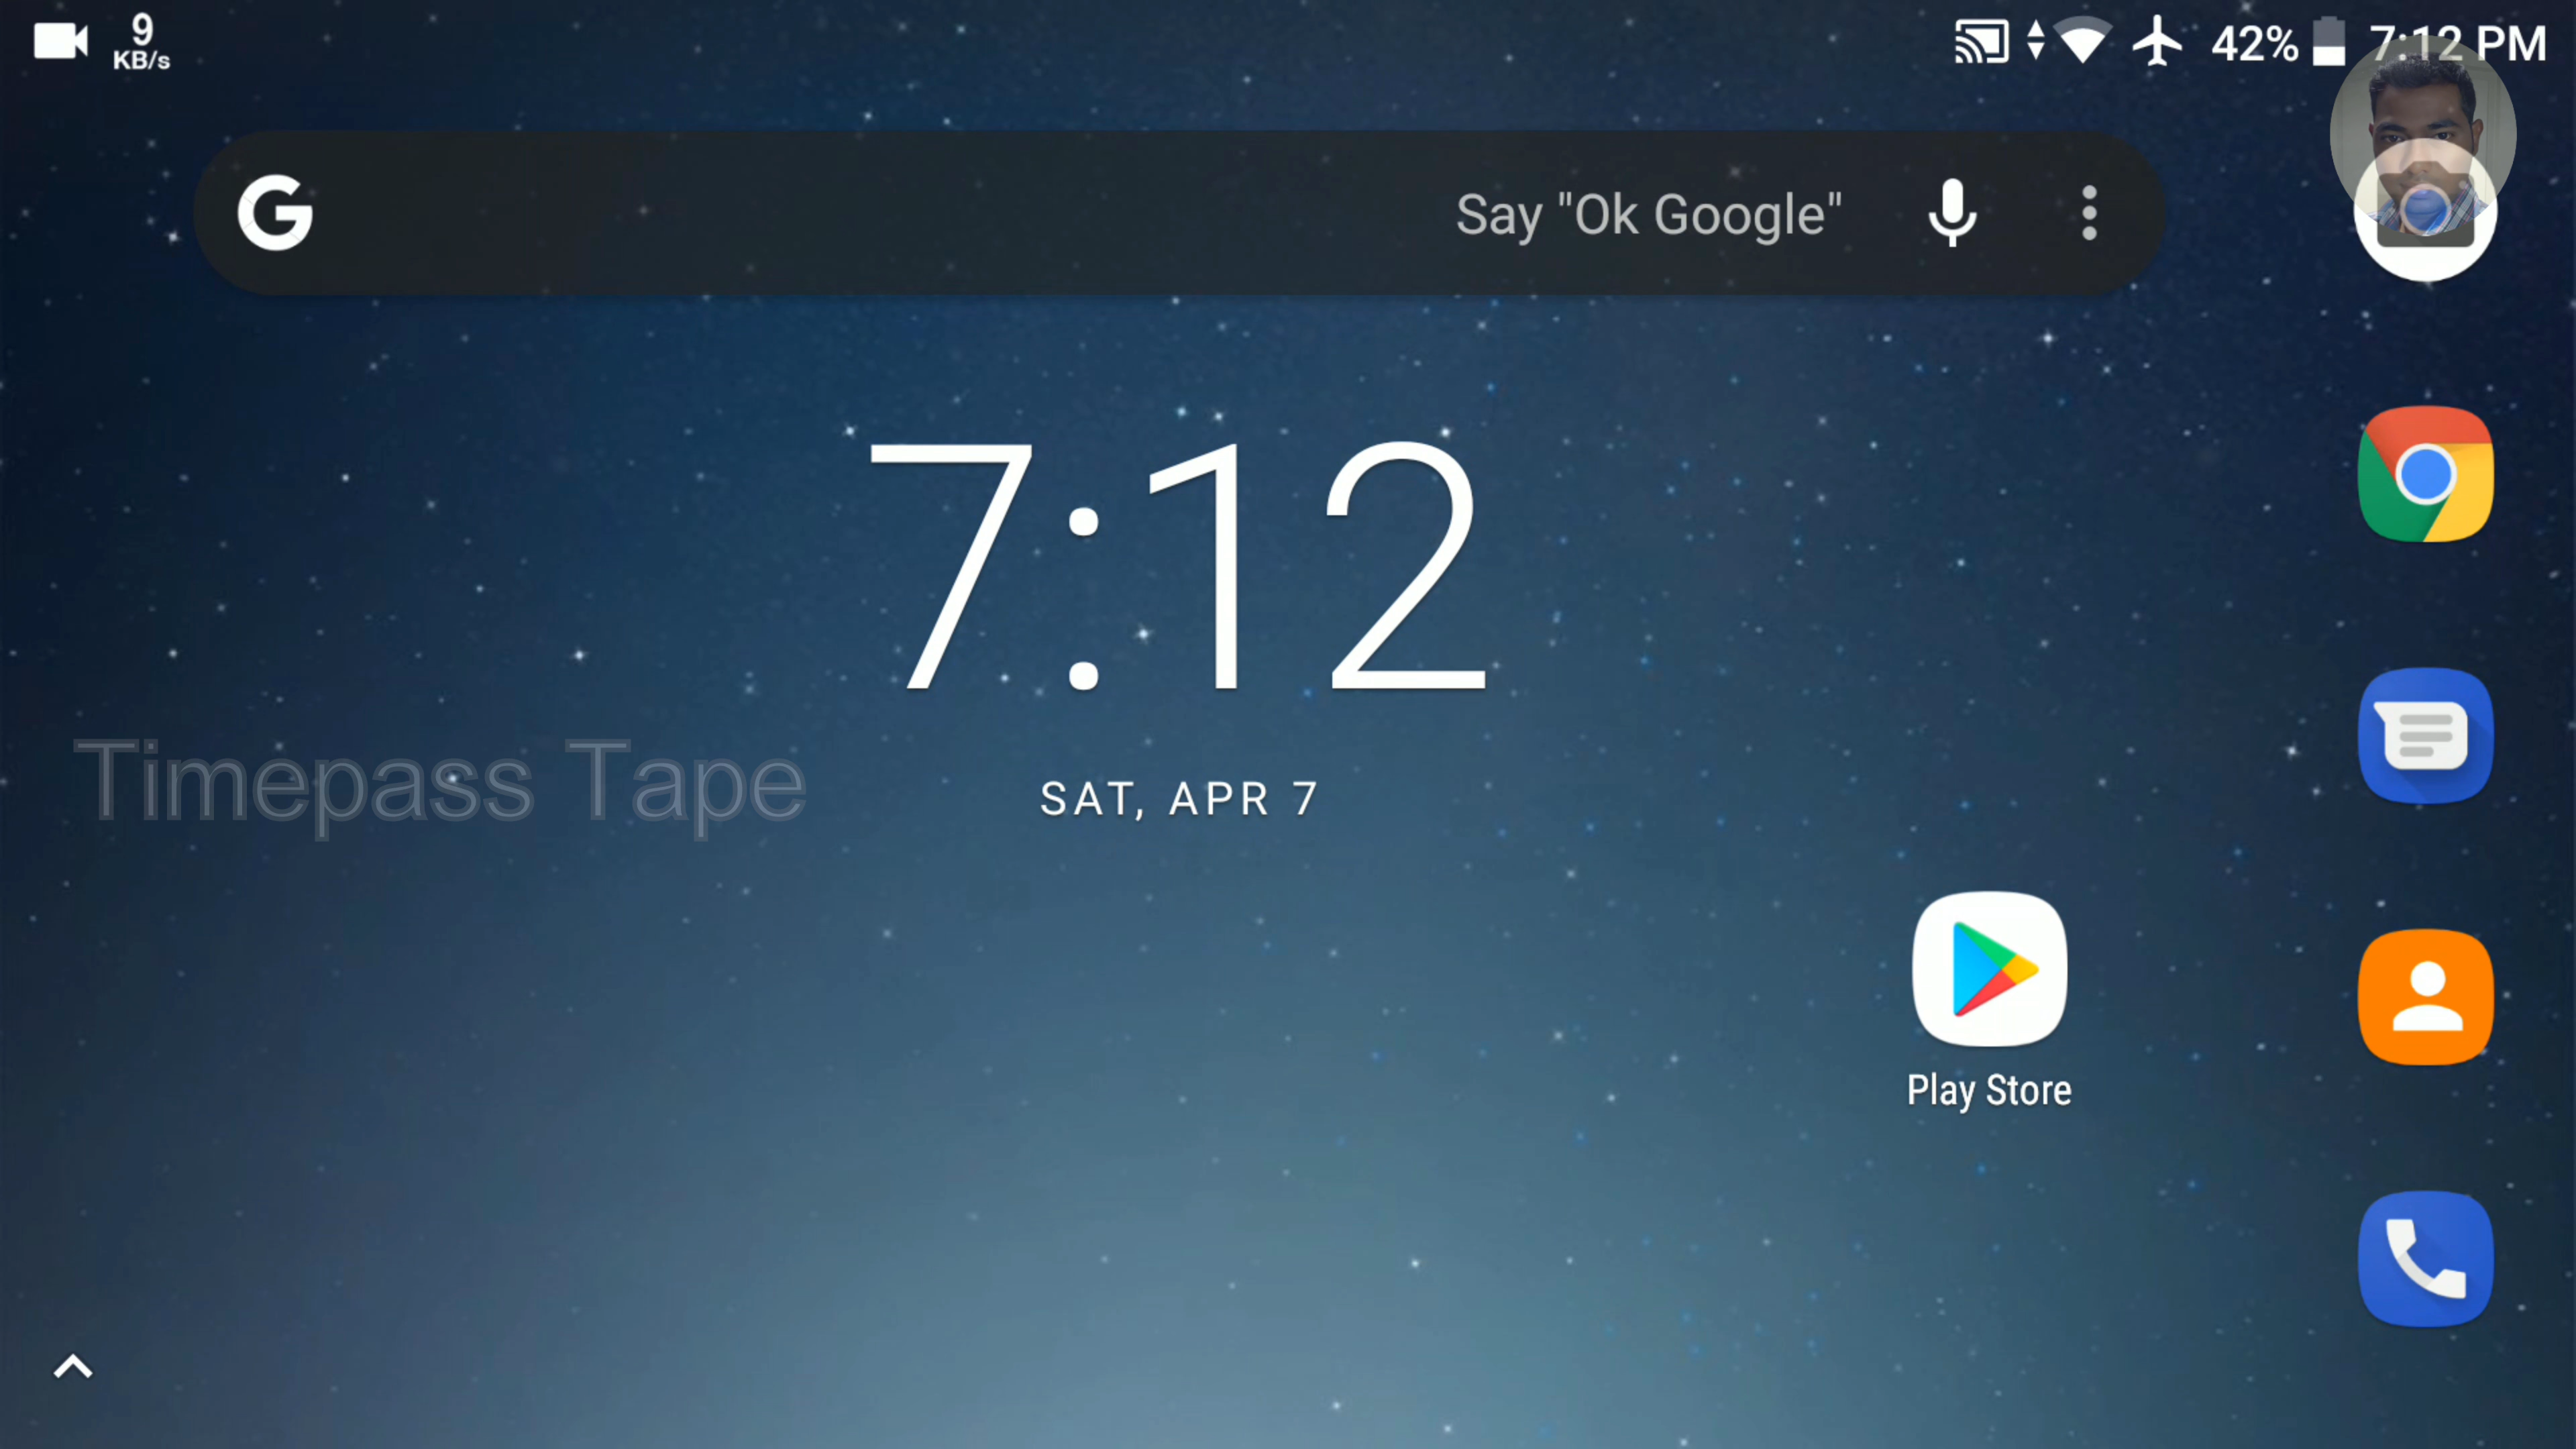 9
KB/s
42%
7:12 PM
G
Say "Ok Google"
7:12
SAT, APR 7
Timepass Tape
Play Store